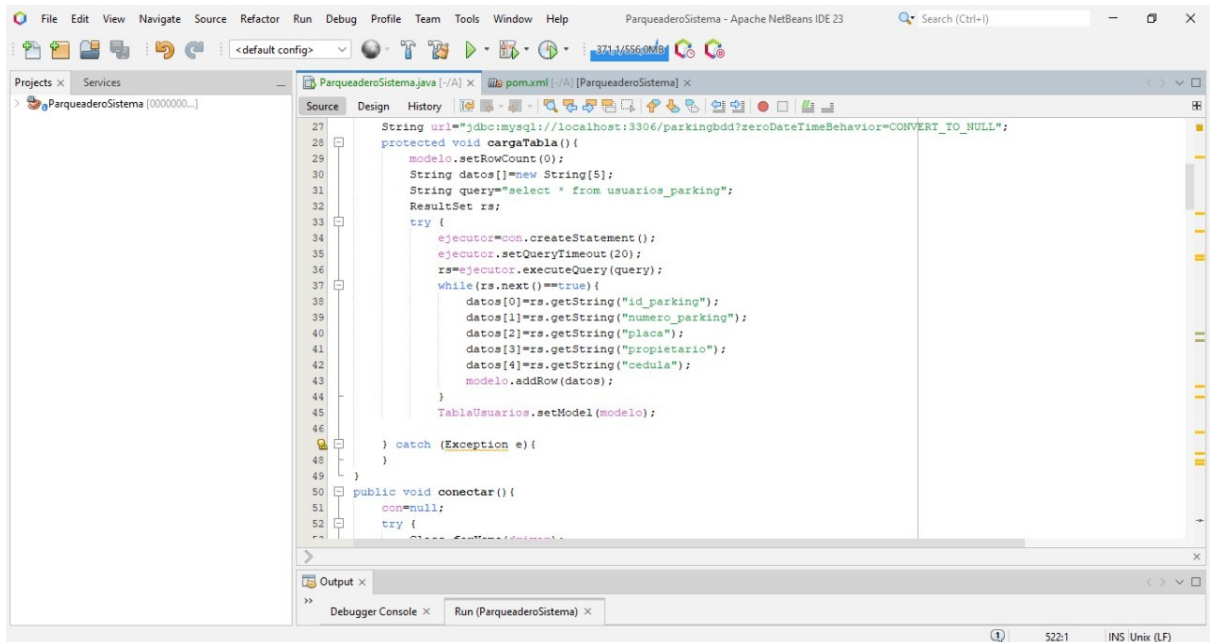 File Edit View Navigate Source Refactor Run Debug Profile Team Tools Window Help ParqueaderoSistema - Apache NetBeans IDE 23 Search (Ctrl+I)
<default config> 371,1/556,0MB
Projects Services
ParqueaderoSistema [0000000...]
ParqueaderoSistema.java [-/A] pom.xml [-/A] [ParqueaderoSistema]
Source Design History
27 String url="jdbc:mysql://localhost:3306/parkingbdd?zeroDateTimeBehavior=CONVERT_TO_NULL";
28 protected void cargaTabla(){
29 modelo.setRowCount(0);
30 String datos[]=new String[5];
31 String query="select * from usuarios_parking";
32 ResultSet rs;
33 try {
34 ejecutor=con.createStatement();
35 ejecutor.setQueryTimeout(20);
36 rs=ejecutor.executeQuery(query);
37 while(rs.next()==true){
38 datos[0]=rs.getString("id_parking");
39 datos[1]=rs.getString("numero_parking");
40 datos[2]=rs.getString("placa");
41 datos[3]=rs.getString("propietario");
42 datos[4]=rs.getString("cedula");
43 modelo.addRow(datos);
44 }
45 TablaUsuarios.setModel(modelo);
46
} catch (Exception e){
48 }
49 }
50 public void conectar(){
51 con=null;
52 try {
Output
Debugger Console Run (ParqueaderoSistema)
1 522:1 INS Unix (LF)